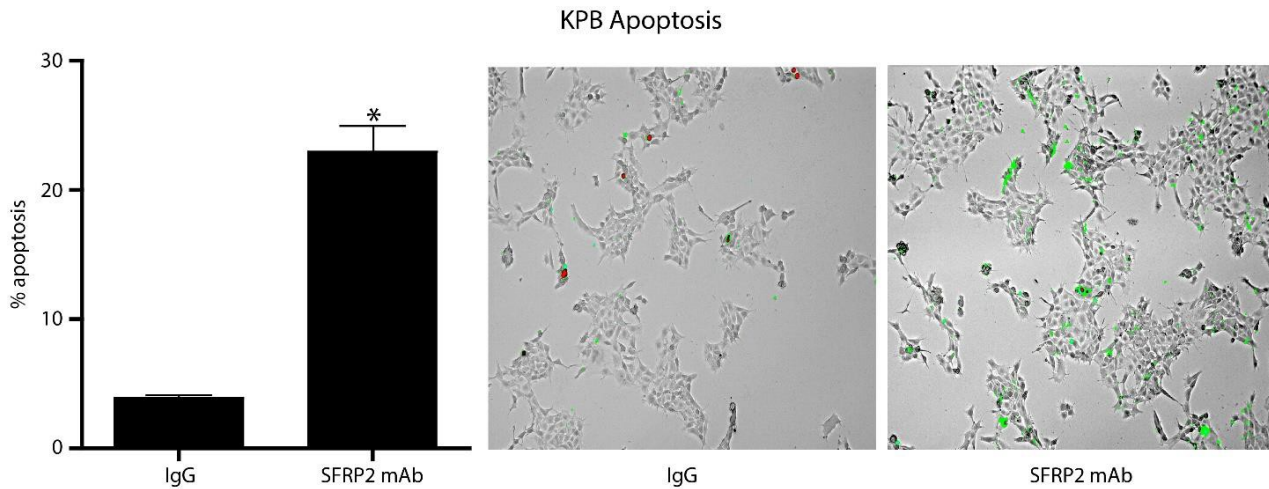 KPB Apoptosis
30
20
10
0
% apoptosis
*
IgG
SFRP2 mAb
IgG
SFRP2 mAb